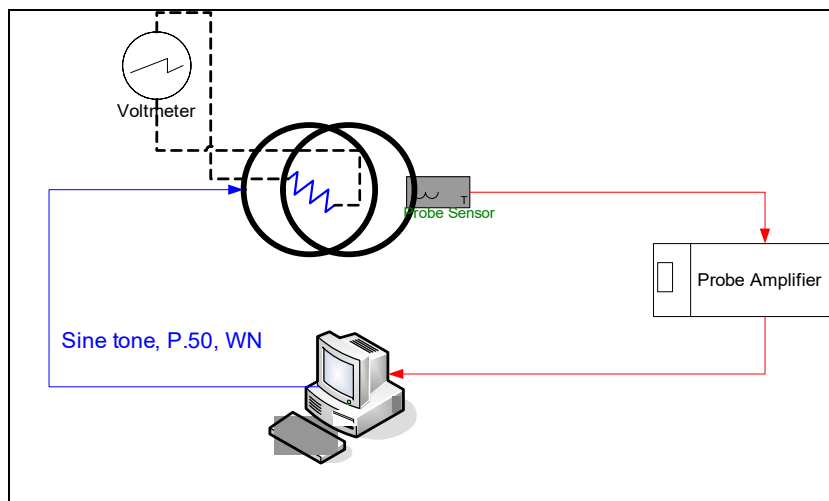 Voltmeter
T
Probe Sensor
Probe Amplifier
Sine tone, P.50, WN